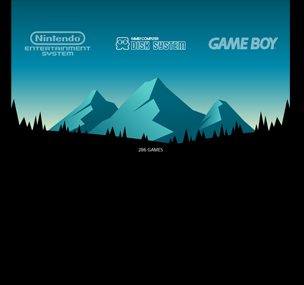 Nintendo
ENTERTAINMENT
SYSTEM
FAMILY COMPUTER
DISK SYSTEM
GAME BOY
286 GAMES